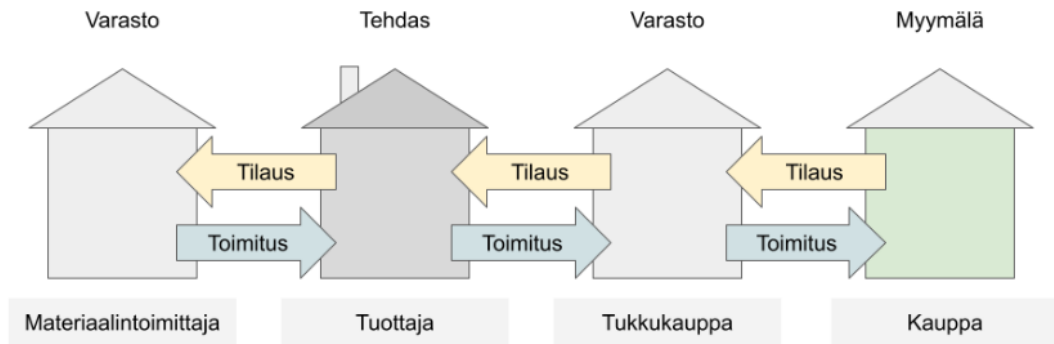 Varasto
Tehdas
Varasto
Myymälä
Tilaus
Tilaus
Tilaus
Toimitus
Toimitus
Toimitus
Materiaalintoimittaja
Tuottaja
Tukkukauppa
Kauppa